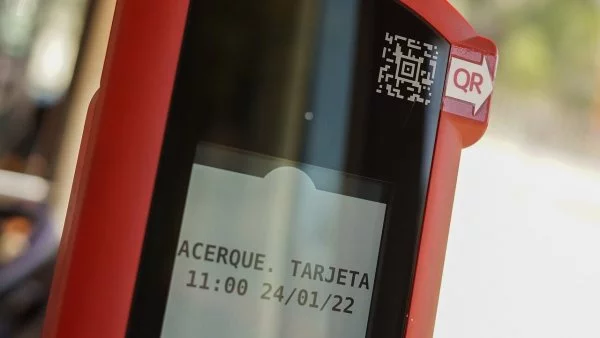 QR
ACERQUE. TARJETA
11:00 24/01/22